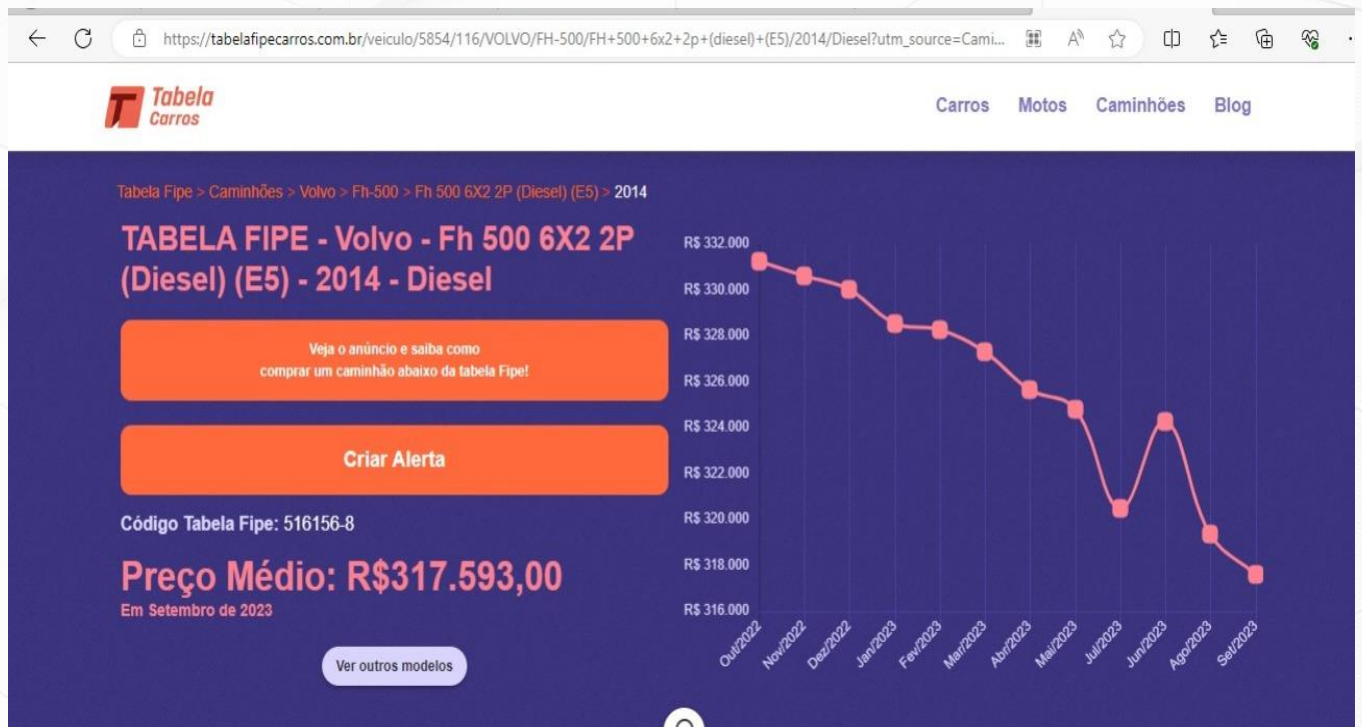 https://tabelafipecarros.com.br/veiculo/5854/116/VOLVO/FH-500/FH+500+6x2+2p+(diesel)+(E5)/2014/Diesel?utm_source=Cami...
Tabela
Carros
Carros Motos Caminhões Blog
Tabela Fipe > Caminhões > Volvo > Fh-500 > Fh 500 6X2 2P (Diesel) (E5) > 2014
TABELA FIPE - Volvo - Fh 500 6X2 2P
(Diesel) (E5) - 2014 - Diesel
Veja o anúncio e saiba como
comprar um caminhão abaixo da tabela Fipe!
Criar Alerta
Código Tabela Fipe: 516156-8
Preço Médio: R$317.593,00
Em Setembro de 2023
Ver outros modelos
R$ 332.000
R$ 330.000
R$ 328.000
R$ 326.000
R$ 324.000
R$ 322.000
R$ 320.000
R$ 318.000
R$ 316.000
Out/2022
Nov/2022
Dez/2022
Jan/2023
Fev/2023
Mar/2023
Abr/2023
Mai/2023
Jul/2023
Jun/2023
Ago/2023
Set/2023